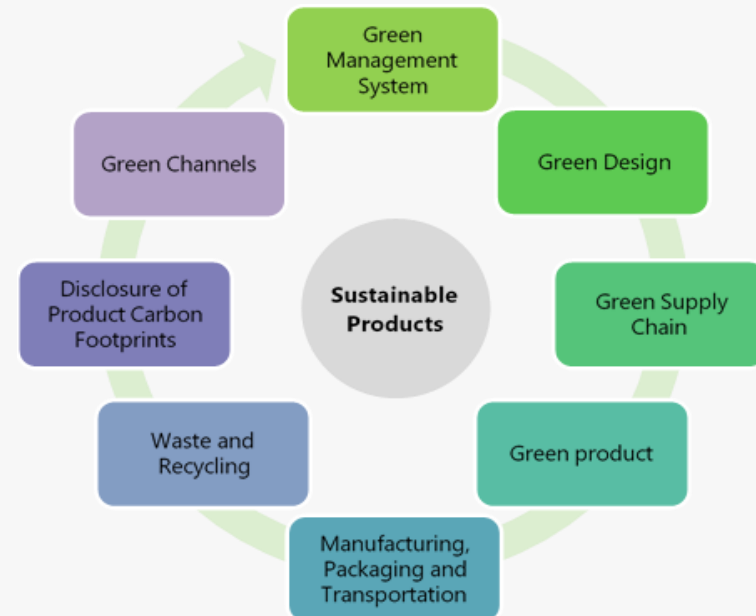 Green
Management
System
Green Design
Green Supply
Chain
Green product
Manufacturing,
Packaging and
Transportation
Waste and
Recycling
Disclosure of
Product Carbon
Footprints
Green Channels
Sustainable
Products